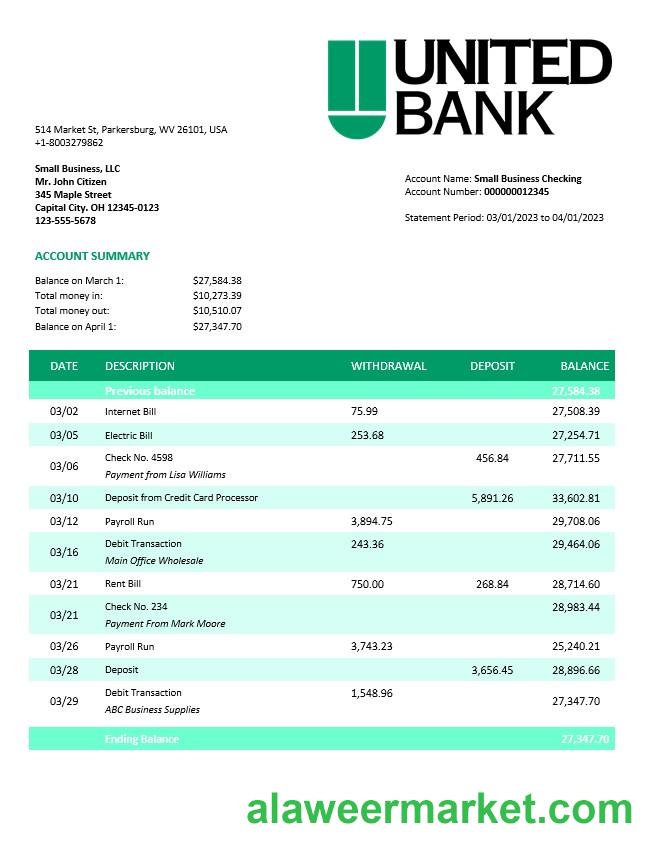 UNITED
BANK
514 Market St, Parkersburg, WV 26101, USA
+1-8003279862
Small Business, LLC
Mr. John Citizen
345 Maple Street
Capital City. OH 12345-0123
123-555-5678
Account Name: Small Business Checking
Account Number: 000000012345
Statement Period: 03/01/2023 to 04/01/2023
ACCOUNT SUMMARY
Balance on March 1: $27,584.38
Total money in: $10,273.39
Total money out: $10,510.07
Balance on April 1: $27,347.70
DATE DESCRIPTION WITHDRAWAL DEPOSIT BALANCE
Previous balance 27,584.38
03/02 Internet Bill 75.99 27,508.39
03/05 Electric Bill 253.68 27,254.71
03/06 Check No. 4598 456.84 27,711.55
Payment from Lisa Williams
03/10 Deposit from Credit Card Processor 5,891.26 33,602.81
03/12 Payroll Run 3,894.75 29,708.06
03/16 Debit Transaction 243.36 29,464.06
Main Office Wholesale
03/21 Rent Bill 750.00 268.84 28,714.60
03/21 Check No. 234 28,983.44
Payment From Mark Moore
03/26 Payroll Run 3,743.23 25,240.21
03/28 Deposit 3,656.45 28,896.66
03/29 Debit Transaction 1,548.96 27,347.70
ABC Business Supplies
Ending Balance 27,347.70
alaweermarket.com